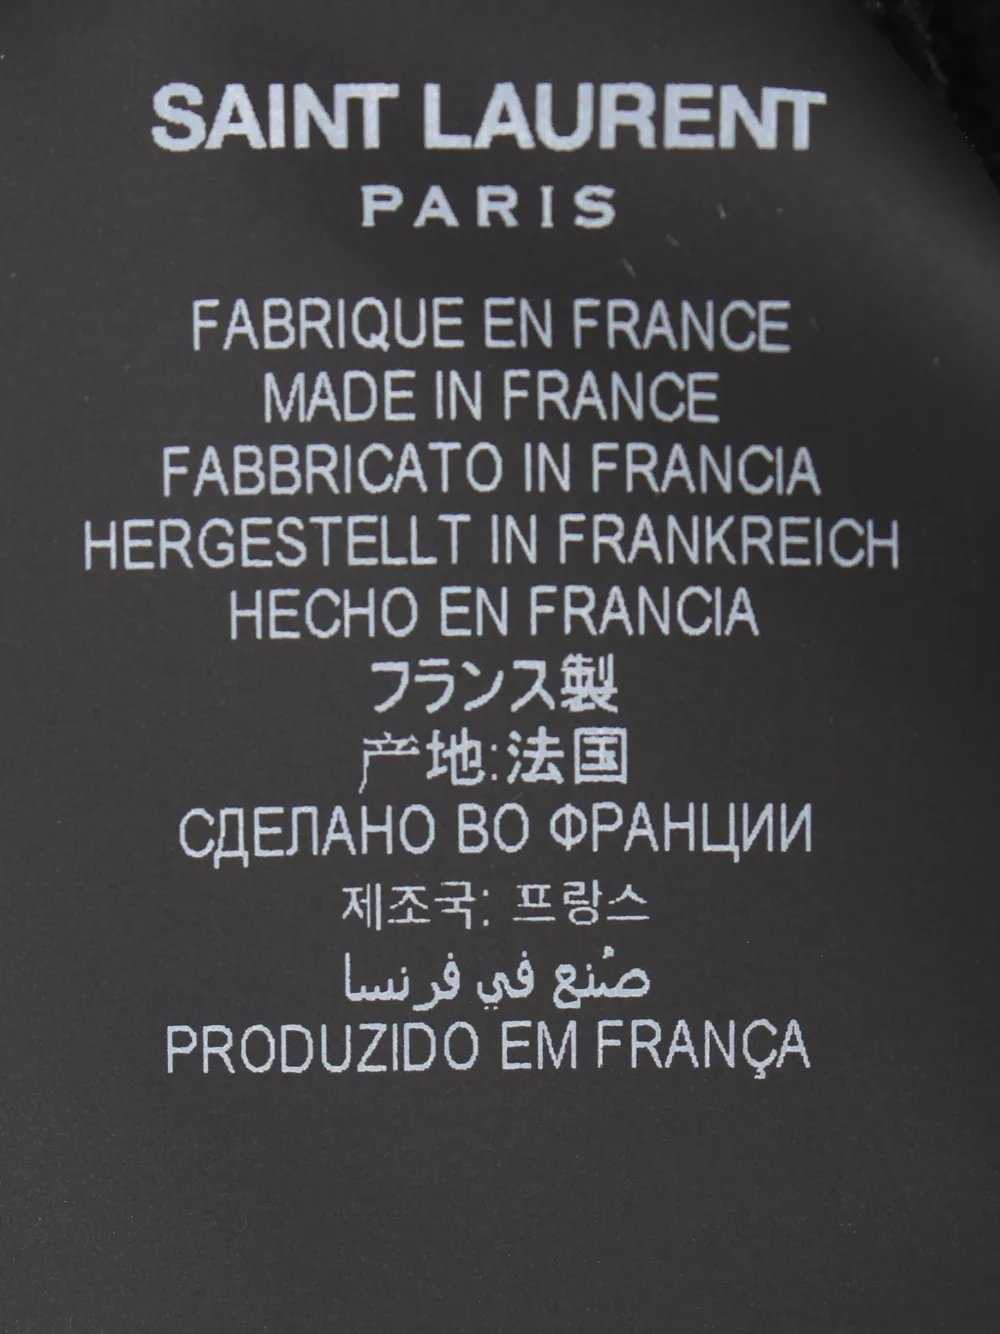 SAINT LAURENT
PARIS
FABRIQUE EN FRANCE
MADE IN FRANCE
FABBRICATO IN FRANCIA
HERGESTELLT IN FRANKREICH
HECHO EN FRANCIA
フランス製
产地:法国
СДЕЛАНО ВО ФРАНЦИИ
제조국: 프랑스
صُنع في فرنسا
PRODUZIDO EM FRANÇA